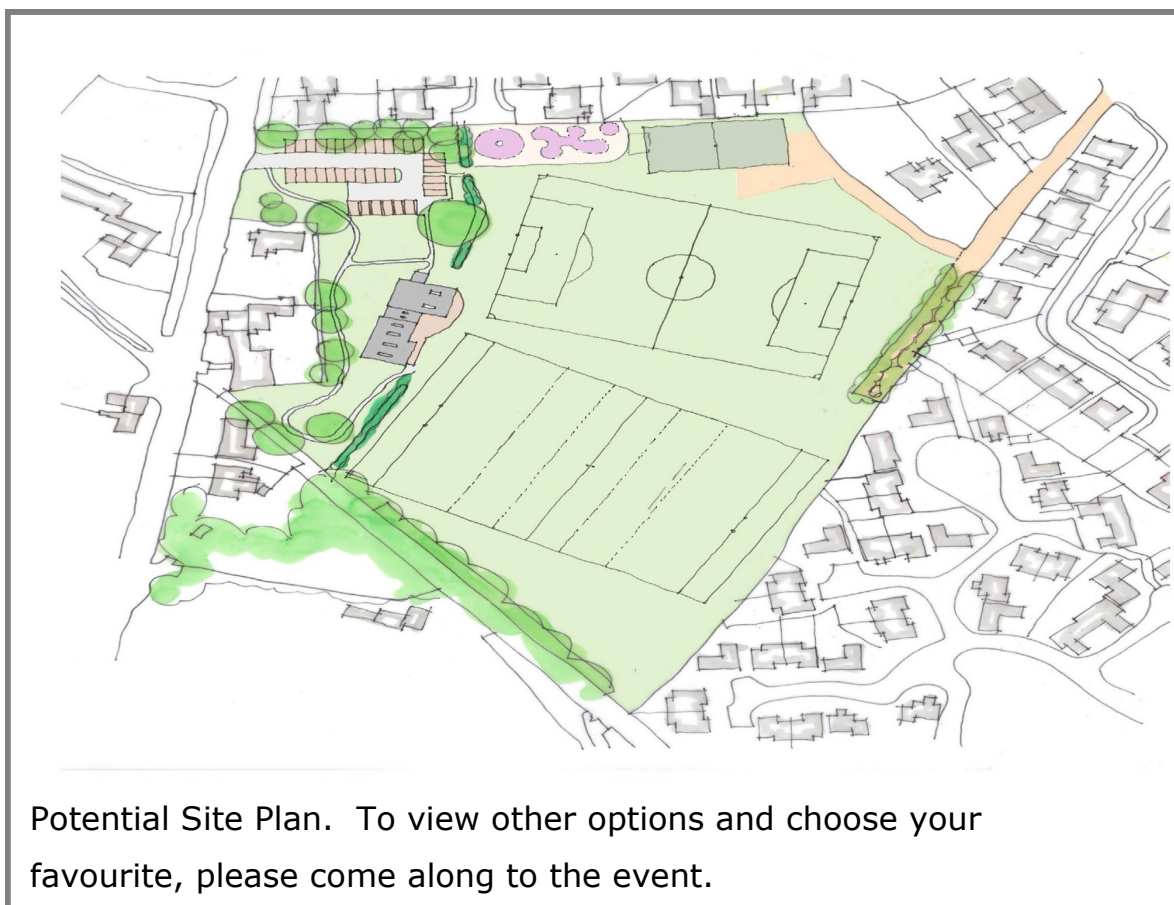 Potential Site Plan.  To view other options and choose your
favourite, please come along to the event.